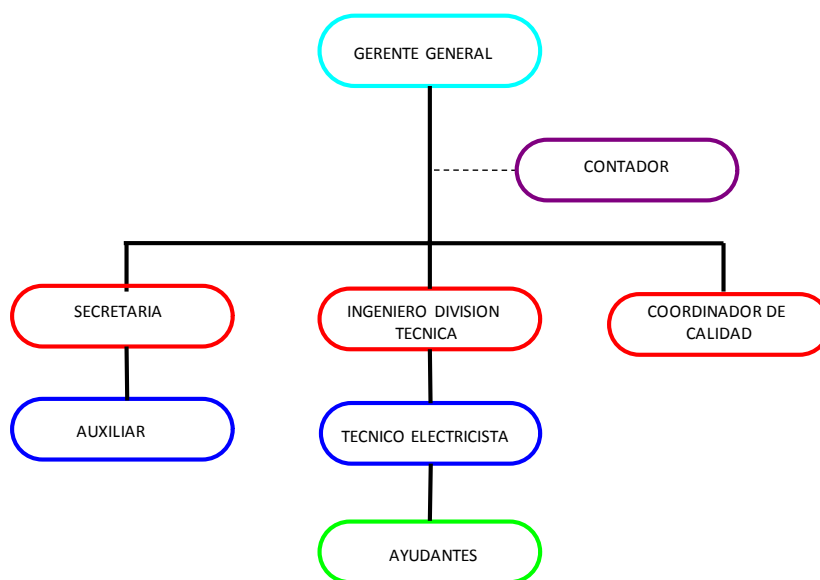 GERENTE GENERAL
CONTADOR
SECRETARIA
INGENIERO DIVISION
TECNICA
COORDINADOR DE
CALIDAD
AUXILIAR
TECNICO ELECTRICISTA
AYUDANTES